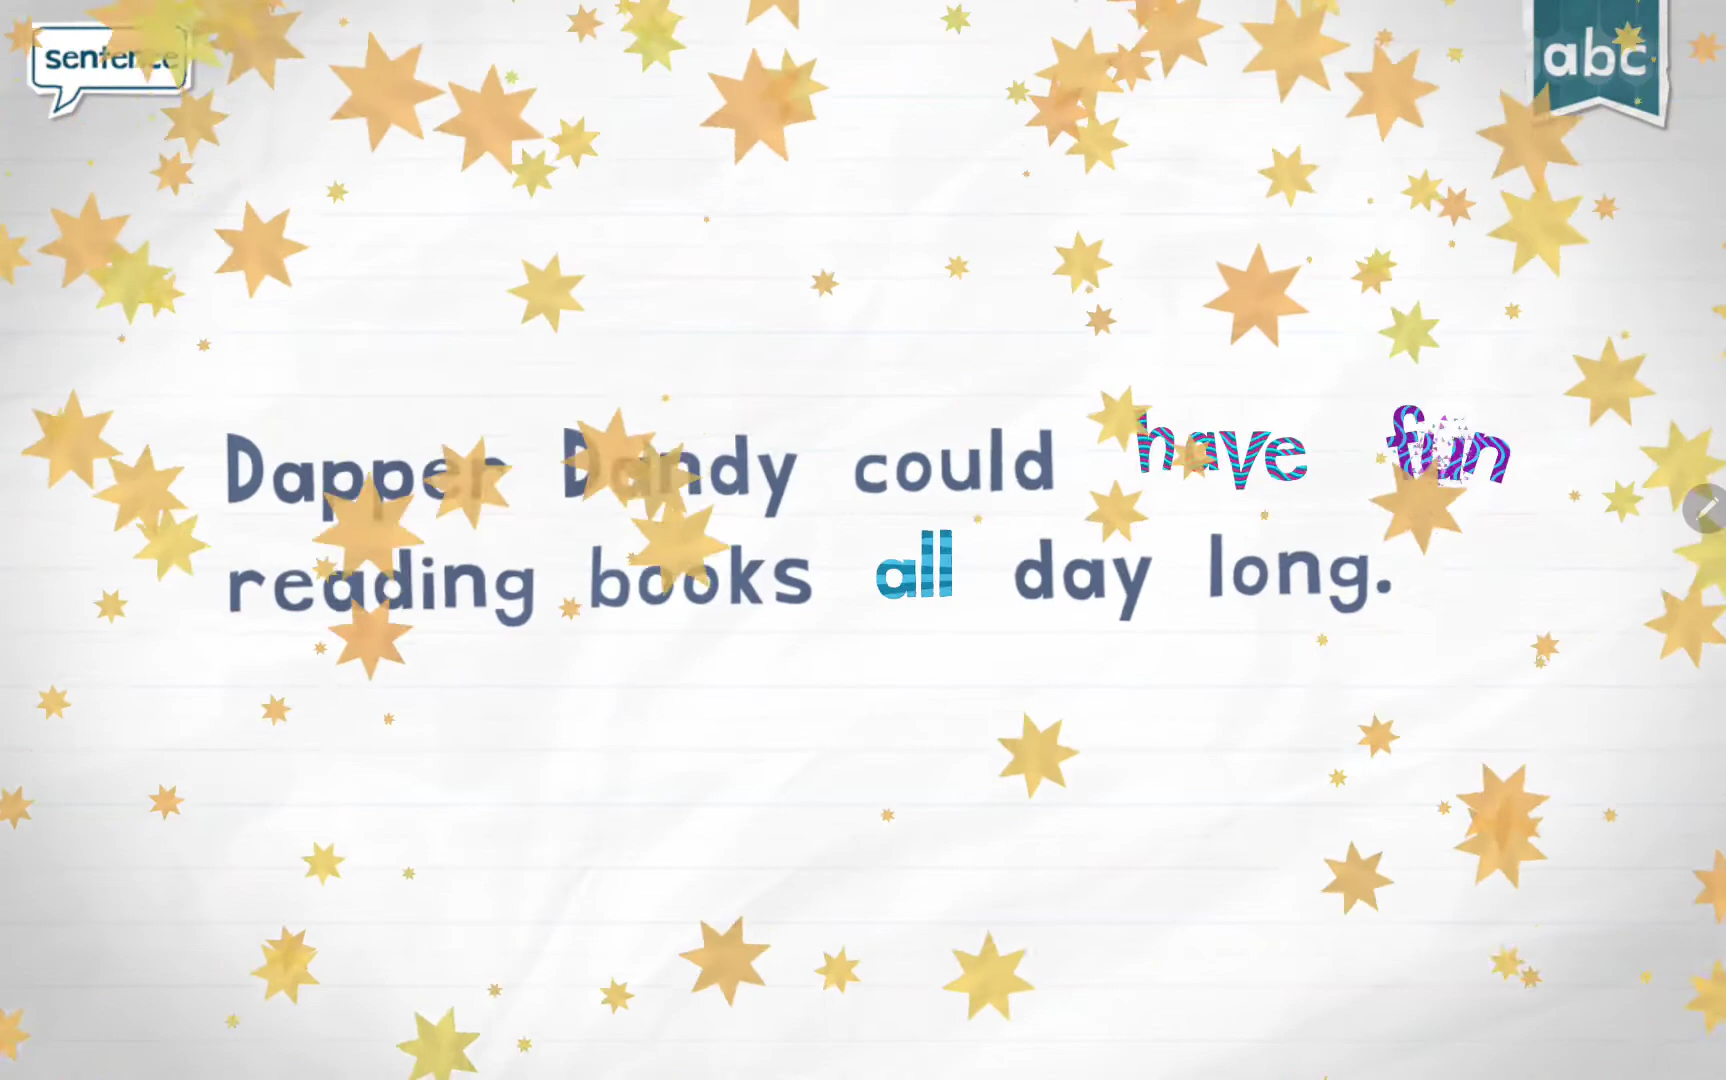 sentence
abc
Dapper Dandy could have fun
reading books all day long.